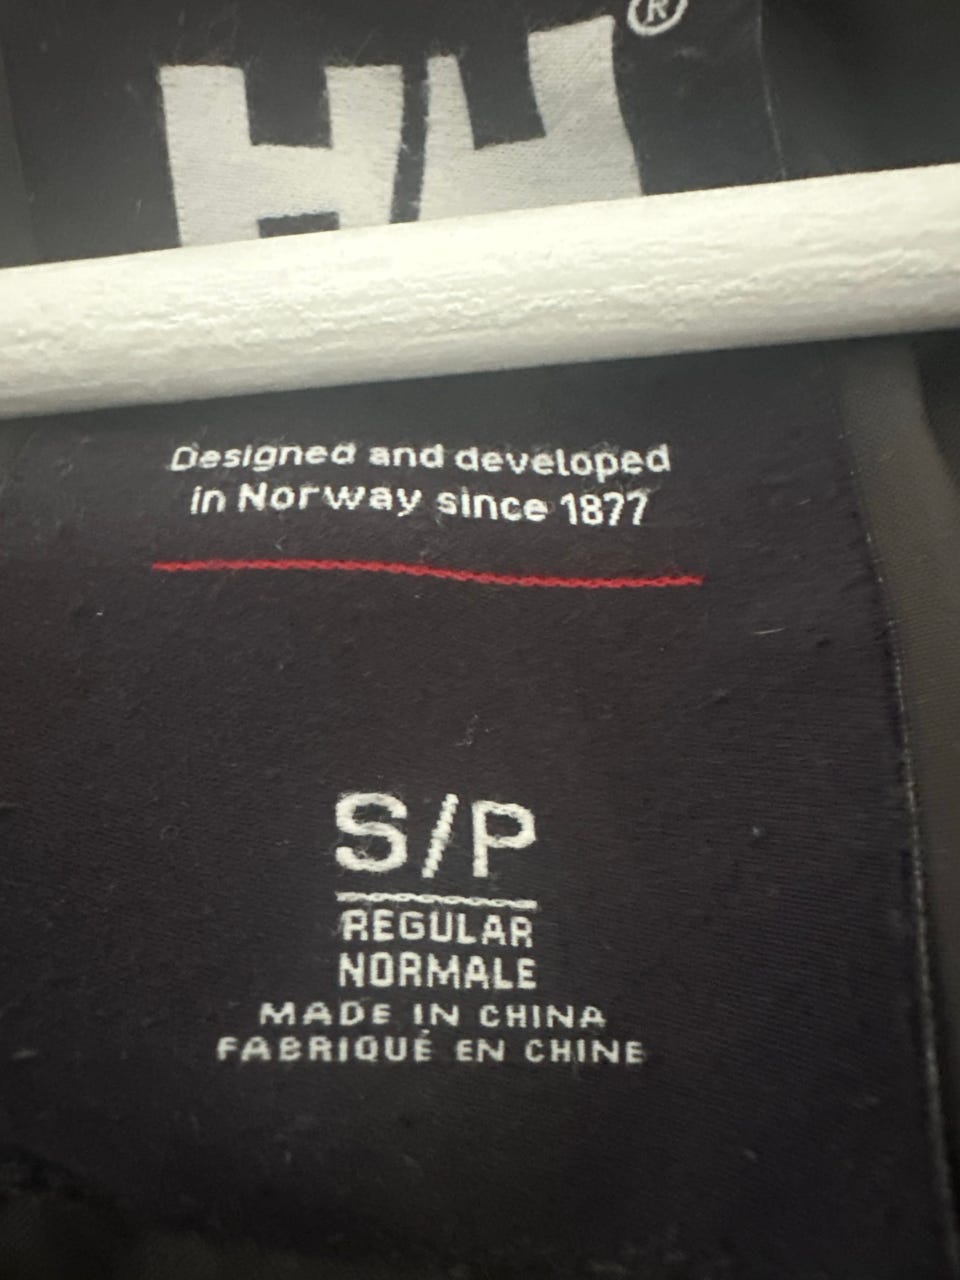 HH®
Designed and developed
in Norway since 1877
S/P
REGULAR
NORMALE
MADE IN CHINA
FABRIQUÉ EN CHINE